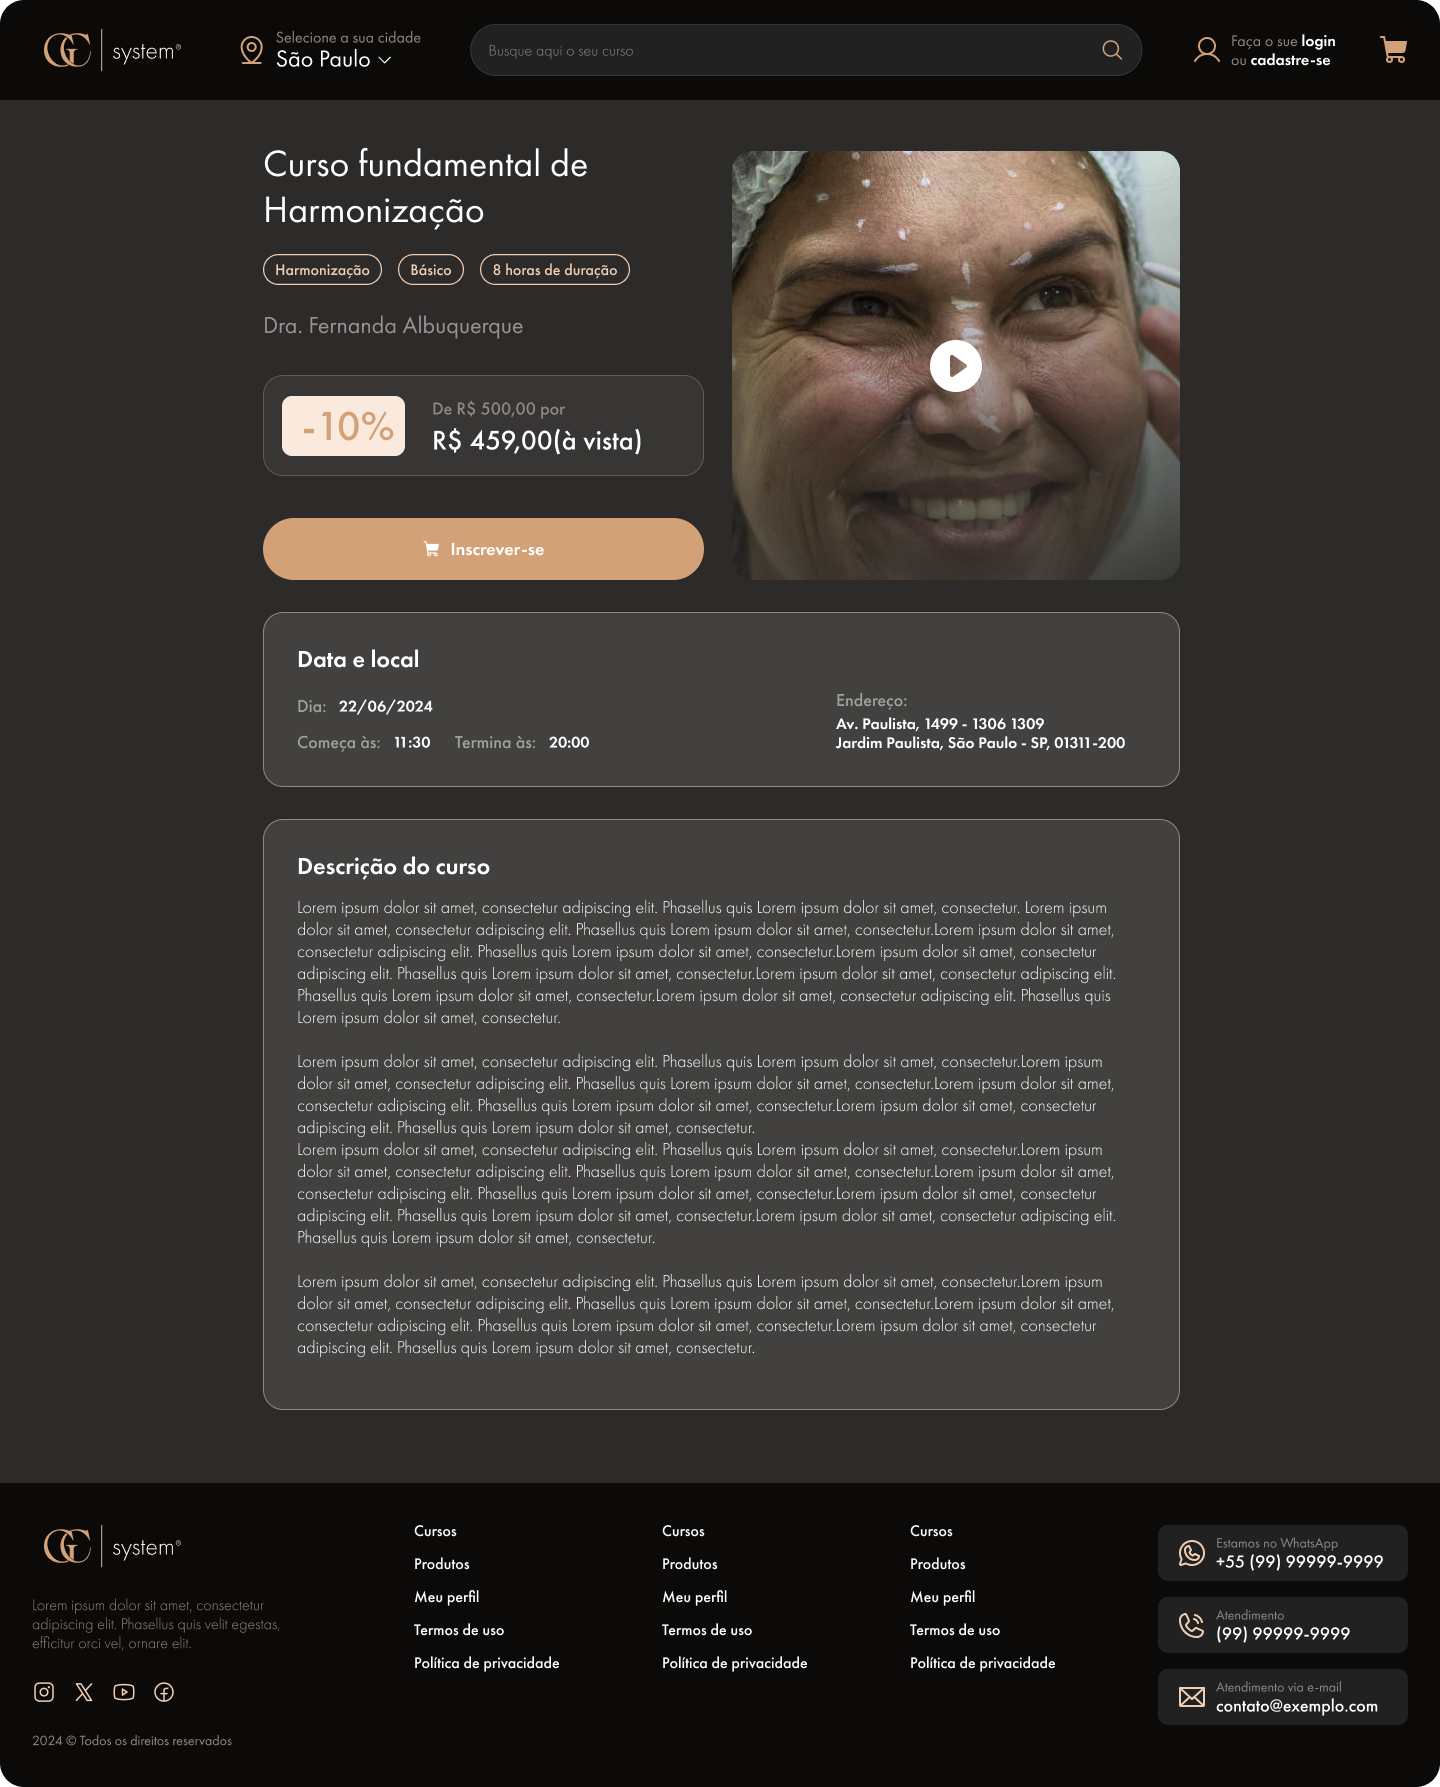 GC system®
Selecione a sua cidade
São Paulo
Busque aqui o seu curso
Faça o sue login
ou cadastre-se
Curso fundamental de
Harmonização
Harmonização Básico 8 horas de duração
Dra. Fernanda Albuquerque
-10%
De R$ 500,00 por
R$ 459,00(à vista)
Inscrever-se
Data e local
Dia: 22/06/2024
Começa às: 11:30 Termina às: 20:00
Endereço:
Av. Paulista, 1499 - 1306 1309
Jardim Paulista, São Paulo - SP, 01311-200
Descrição do curso
Lorem ipsum dolor sit amet, consectetur adipiscing elit. Phasellus quis Lorem ipsum dolor sit amet, consectetur. Lorem ipsum
dolor sit amet, consectetur adipiscing elit. Phasellus quis Lorem ipsum dolor sit amet, consectetur.Lorem ipsum dolor sit amet,
consectetur adipiscing elit. Phasellus quis Lorem ipsum dolor sit amet, consectetur.Lorem ipsum dolor sit amet, consectetur
adipiscing elit. Phasellus quis Lorem ipsum dolor sit amet, consectetur.Lorem ipsum dolor sit amet, consectetur adipiscing elit.
Phasellus quis Lorem ipsum dolor sit amet, consectetur.Lorem ipsum dolor sit amet, consectetur adipiscing elit. Phasellus quis
Lorem ipsum dolor sit amet, consectetur.
Lorem ipsum dolor sit amet, consectetur adipiscing elit. Phasellus quis Lorem ipsum dolor sit amet, consectetur.Lorem ipsum
dolor sit amet, consectetur adipiscing elit. Phasellus quis Lorem ipsum dolor sit amet, consectetur.Lorem ipsum dolor sit amet,
consectetur adipiscing elit. Phasellus quis Lorem ipsum dolor sit amet, consectetur.Lorem ipsum dolor sit amet, consectetur
adipiscing elit. Phasellus quis Lorem ipsum dolor sit amet, consectetur.
Lorem ipsum dolor sit amet, consectetur adipiscing elit. Phasellus quis Lorem ipsum dolor sit amet, consectetur.Lorem ipsum
dolor sit amet, consectetur adipiscing elit. Phasellus quis Lorem ipsum dolor sit amet, consectetur.Lorem ipsum dolor sit amet,
consectetur adipiscing elit. Phasellus quis Lorem ipsum dolor sit amet, consectetur.Lorem ipsum dolor sit amet, consectetur
adipiscing elit. Phasellus quis Lorem ipsum dolor sit amet, consectetur.Lorem ipsum dolor sit amet, consectetur adipiscing elit.
Phasellus quis Lorem ipsum dolor sit amet, consectetur.
Lorem ipsum dolor sit amet, consectetur adipiscing elit. Phasellus quis Lorem ipsum dolor sit amet, consectetur.Lorem ipsum
dolor sit amet, consectetur adipiscing elit. Phasellus quis Lorem ipsum dolor sit amet, consectetur.Lorem ipsum dolor sit amet,
consectetur adipiscing elit. Phasellus quis Lorem ipsum dolor sit amet, consectetur.Lorem ipsum dolor sit amet, consectetur
adipiscing elit. Phasellus quis Lorem ipsum dolor sit amet, consectetur.
GC system®
Lorem ipsum dolor sit amet, consectetur
adipiscing elit. Phasellus quis velit egestas,
efficitur orci vel, ornare elit.
2024 © Todos os direitos reservados
Cursos
Produtos
Meu perfil
Termos de uso
Política de privacidade
Cursos
Produtos
Meu perfil
Termos de uso
Política de privacidade
Cursos
Produtos
Meu perfil
Termos de uso
Política de privacidade
Estamos no WhatsApp
+55 (99) 99999-9999
Atendimento
(99) 99999-9999
Atendimento via e-mail
contato@exemplo.com